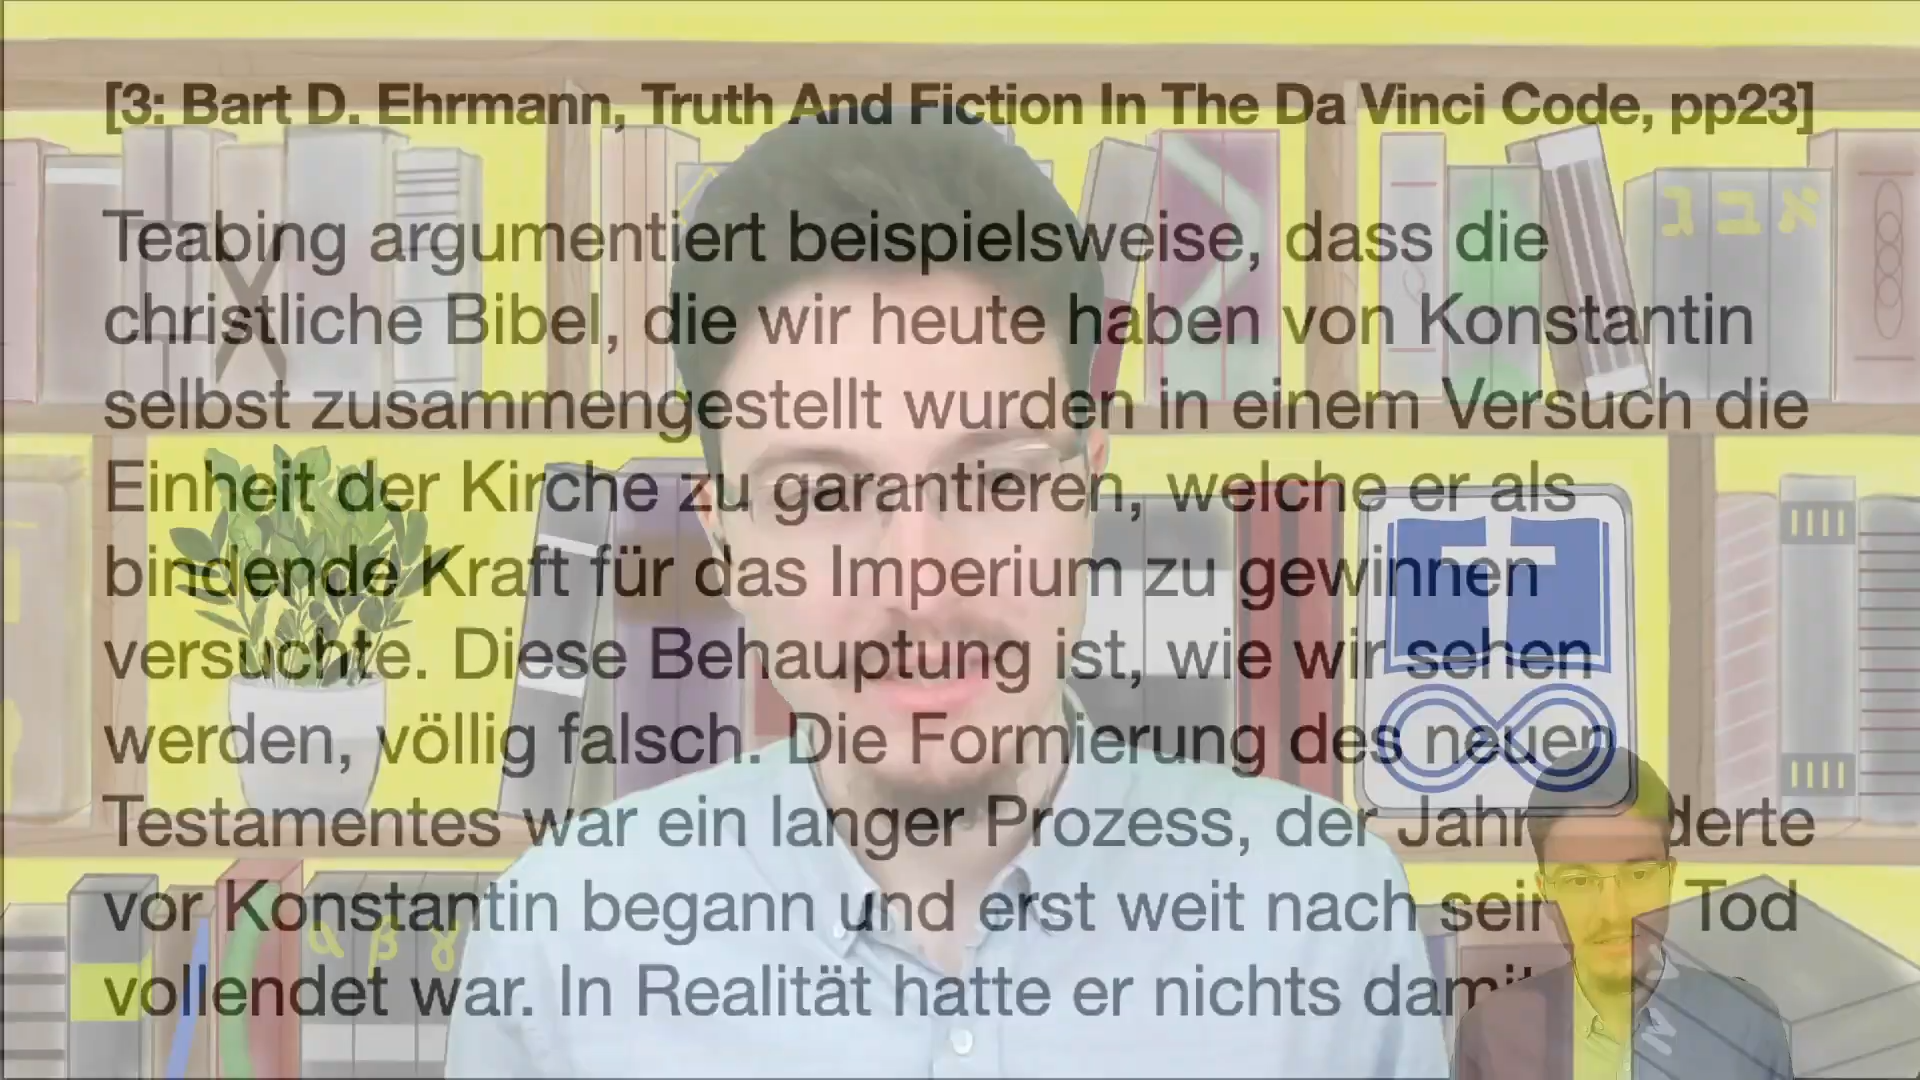 [3: Bart D. Ehrmann, Truth And Fiction In The Da Vinci Code, pp23]
Teabing argumentiert beispielsweise, dass die
christliche Bibel, die wir heute haben von Konstantin
selbst zusammengestellt wurden in einem Versuch die
Einheit der Kirche zu garantieren, welche er als
bindende Kraft für das Imperium zu gewinnen
versuchte. Diese Behauptung ist, wie wir sehen
werden, völlig falsch. Die Formierung des neuen
Testamentes war ein langer Prozess, der
vor Konstantin begann und erst weit nach Tod
vollendet war. In Realität hatte er nichts
אבג
αβγ